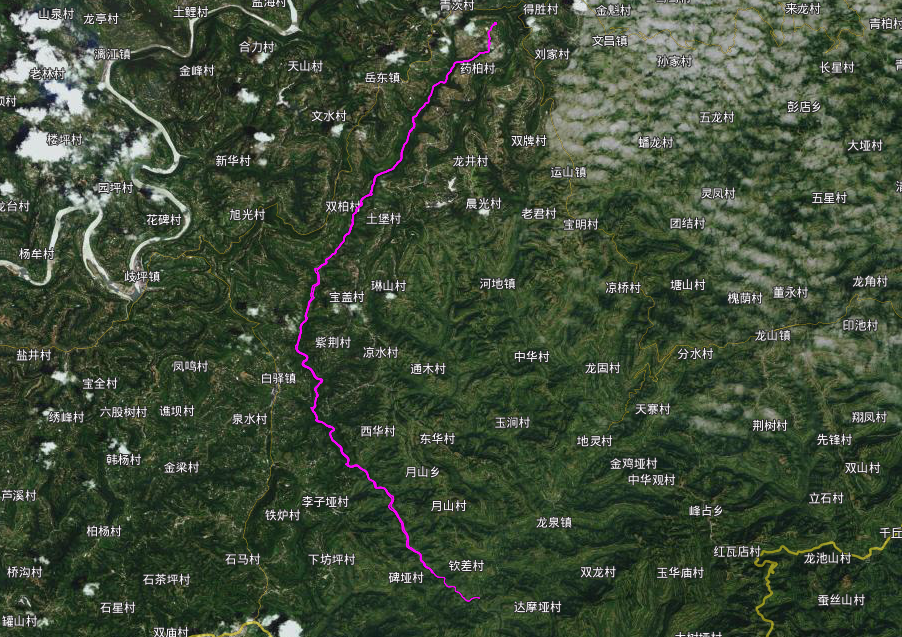 青茨村
盐海村
得胜村
金魁村
来龙村
山泉村
龙亭村
土鲤村
青柏村
合力村
文昌镇
漓江镇
刘家村
孙家村
老林村
金峰村
天山村
岳东镇
药柏村
长星村
彭店乡
文水村
五龙村
楼坪村
双牌村
蟠龙村
大垭村
新华村
龙井村
运山镇
园坪村
灵凤村
五星村
龙台村
花碑村
旭光村
双柏村
土堡村
晨光村
老君村
宝明村
团结村
杨牟村
歧坪镇
琳山村
河地镇
凉桥村
塘山村
龙角村
宝盖村
槐荫村
董永村
印池村
龙山镇
紫荆村
凉水村
盐井村
中华村
分水村
凤鸣村
通木村
龙固村
白驿镇
宝全村
六股树村
谯坝村
天寨村
绣峰村
泉水村
玉涧村
荆树村
翔凤村
西华村
东华村
地灵村
先锋村
韩杨村
金梁村
月山乡
金鸡垭村
双山村
中华观村
芦溪村
李子垭村
月山村
立石村
铁炉村
龙泉镇
峰占乡
柏杨村
千丘
石马村
下坊坪村
红瓦店村
龙池山村
桥沟村
石茶坪村
碑垭村
钦差村
双龙村
玉华庙村
石星村
达摩垭村
蚕丝山村
罐山村
双庙村